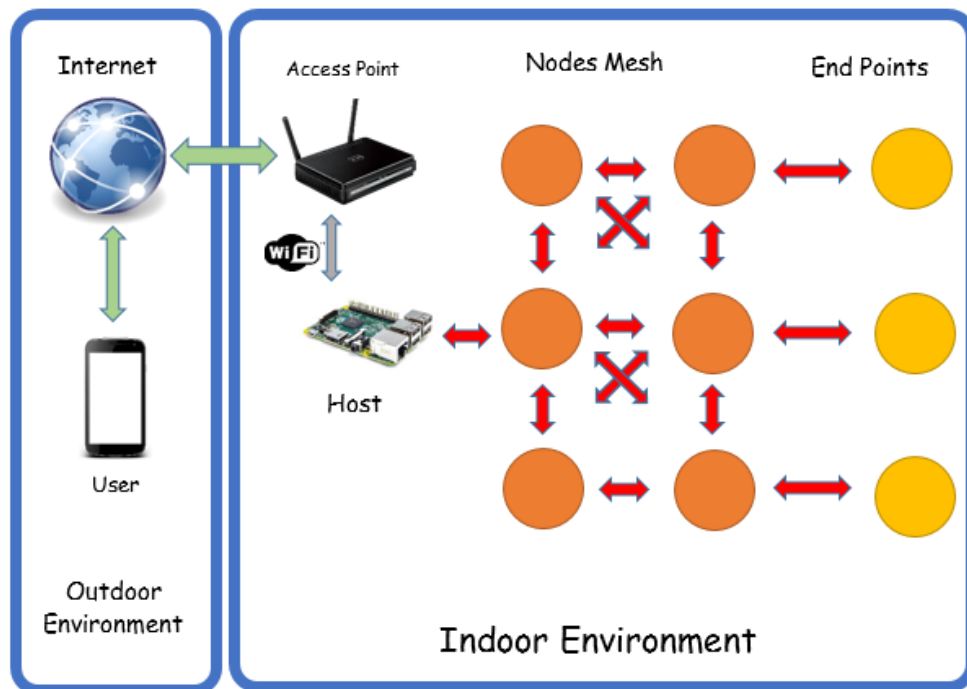 Internet
Access Point
Nodes Mesh
End Points
WiFi
Host
User
Outdoor
Environment
Indoor Environment